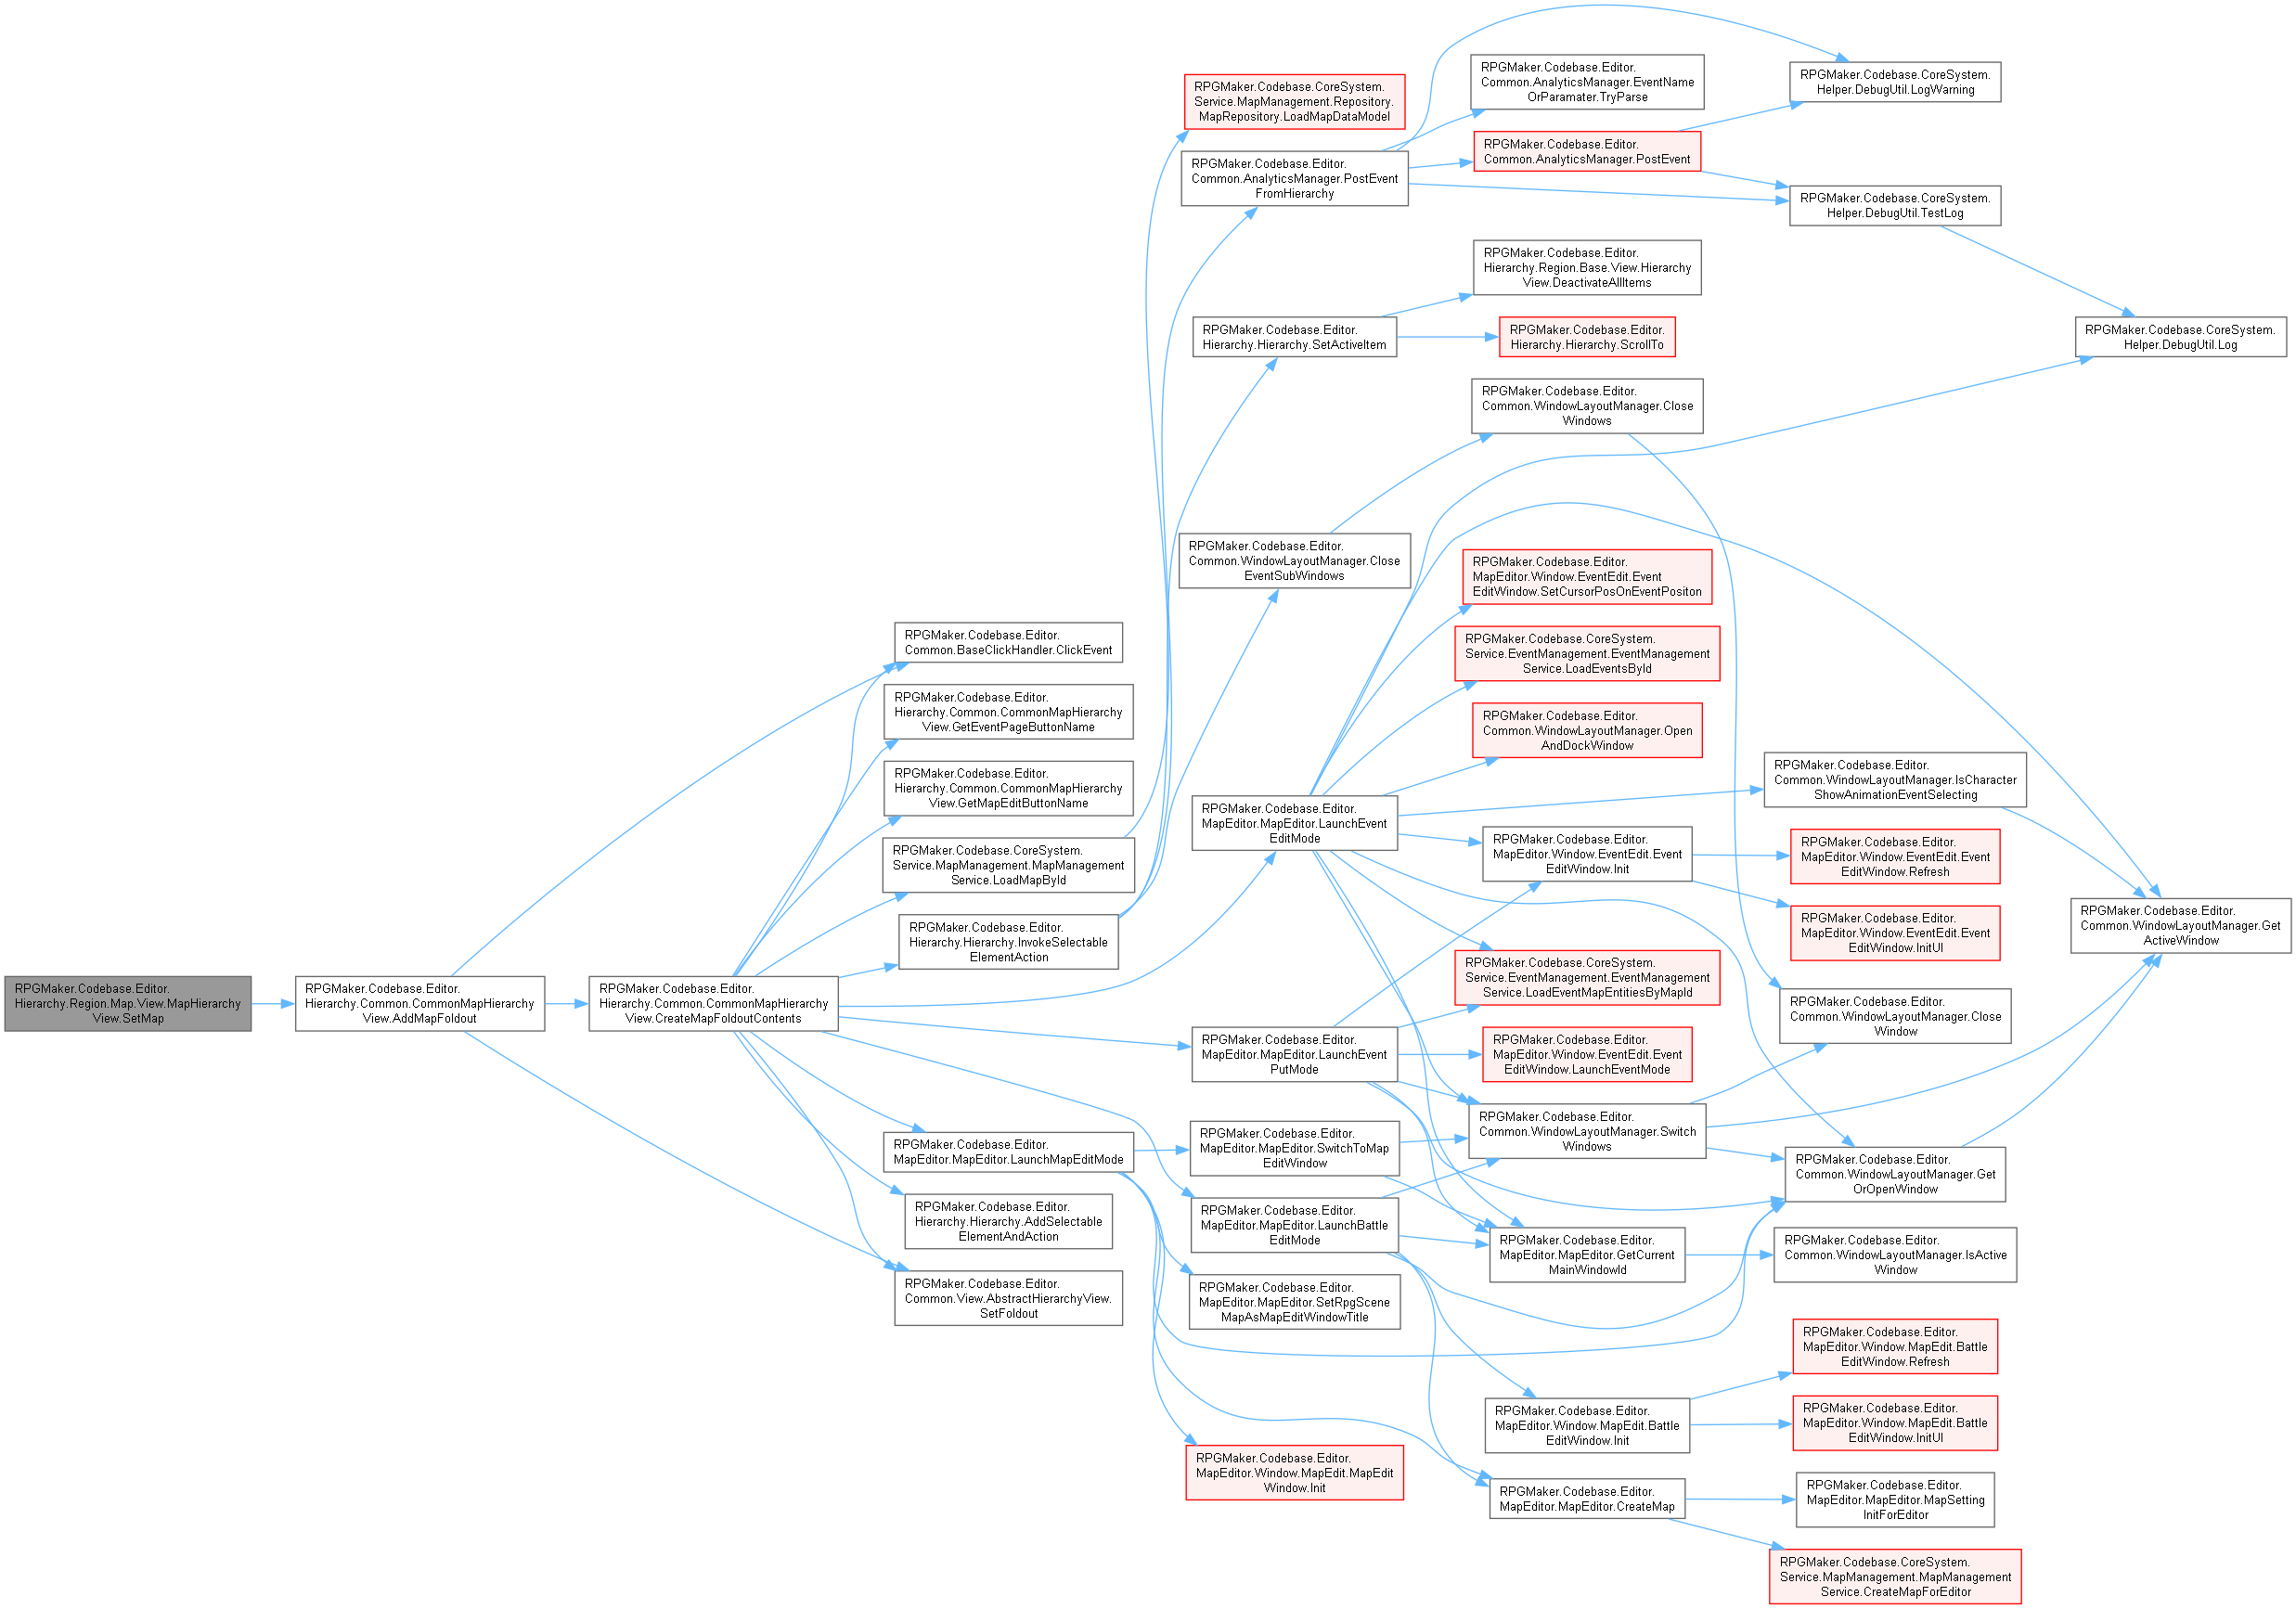 RPGMaker.Codebase.Editor.
Hierarchy.Region.Map.View.MapHierarchy
View.SetMap
RPGMaker.Codebase.Editor.
Hierarchy.Common.CommonMapHierarchy
View.AddMapFoldout
RPGMaker.Codebase.Editor.
Hierarchy.Common.CommonMapHierarchy
View.CreateMapFoldoutContents
RPGMaker.Codebase.Editor.
Common.BaseClickHandler.ClickEvent
RPGMaker.Codebase.Editor.
Hierarchy.Common.CommonMapHierarchy
View.GetEventPageButtonName
RPGMaker.Codebase.Editor.
Hierarchy.Common.CommonMapHierarchy
View.GetMapEditButtonName
RPGMaker.Codebase.CoreSystem.
Service.MapManagement.MapManagement
Service.LoadMapById
RPGMaker.Codebase.Editor.
Hierarchy.Hierarchy.InvokeSelectable
ElementAction
RPGMaker.Codebase.Editor.
MapEditor.MapEditor.LaunchMapEditMode
RPGMaker.Codebase.Editor.
Hierarchy.Hierarchy.AddSelectable
ElementAndAction
RPGMaker.Codebase.Editor.
Common.View.AbstractHierarchyView.
SetFoldout
RPGMaker.Codebase.CoreSystem.
Service.MapManagement.Repository.
MapRepository.LoadMapDataModel
RPGMaker.Codebase.Editor.
Common.AnalyticsManager.PostEvent
FromHierarchy
RPGMaker.Codebase.Editor.
Hierarchy.Hierarchy.SetActiveItem
RPGMaker.Codebase.Editor.
Common.WindowLayoutManager.Close
EventSubWindows
RPGMaker.Codebase.Editor.
MapEditor.MapEditor.LaunchEvent
EditMode
RPGMaker.Codebase.Editor.
MapEditor.MapEditor.LaunchEvent
PutMode
RPGMaker.Codebase.Editor.
MapEditor.MapEditor.SwitchToMap
EditWindow
RPGMaker.Codebase.Editor.
MapEditor.MapEditor.LaunchBattle
EditMode
RPGMaker.Codebase.Editor.
MapEditor.MapEditor.SetRpgScene
MapAsMapEditWindowTitle
RPGMaker.Codebase.Editor.
MapEditor.Window.MapEdit.MapEdit
Window.Init
RPGMaker.Codebase.Editor.
Common.AnalyticsManager.EventName
OrParamater.TryParse
RPGMaker.Codebase.Editor.
Common.AnalyticsManager.PostEvent
RPGMaker.Codebase.Editor.
Hierarchy.Region.Base.View.Hierarchy
View.DeactivateAllItems
RPGMaker.Codebase.Editor.
Hierarchy.Hierarchy.ScrollTo
RPGMaker.Codebase.Editor.
Common.WindowLayoutManager.Close
Windows
RPGMaker.Codebase.Editor.
MapEditor.Window.EventEdit.Event
EditWindow.SetCursorPosOnEventPositon
RPGMaker.Codebase.CoreSystem.
Service.EventManagement.EventManagement
Service.LoadEventsById
RPGMaker.Codebase.Editor.
Common.WindowLayoutManager.Open
AndDockWindow
RPGMaker.Codebase.Editor.
MapEditor.Window.EventEdit.Event
EditWindow.Init
RPGMaker.Codebase.CoreSystem.
Service.EventManagement.EventManagement
Service.LoadEventMapEntitiesByMapId
RPGMaker.Codebase.Editor.
MapEditor.Window.EventEdit.Event
EditWindow.LaunchEventMode
RPGMaker.Codebase.Editor.
Common.WindowLayoutManager.Switch
Windows
RPGMaker.Codebase.Editor.
MapEditor.MapEditor.GetCurrent
MainWindowId
RPGMaker.Codebase.Editor.
MapEditor.Window.MapEdit.Battle
EditWindow.Init
RPGMaker.Codebase.Editor.
MapEditor.MapEditor.CreateMap
RPGMaker.Codebase.CoreSystem.
Helper.DebugUtil.LogWarning
RPGMaker.Codebase.CoreSystem.
Helper.DebugUtil.TestLog
RPGMaker.Codebase.Editor.
Common.WindowLayoutManager.IsCharacter
ShowAnimationEventSelecting
RPGMaker.Codebase.Editor.
MapEditor.Window.EventEdit.Event
EditWindow.Refresh
RPGMaker.Codebase.Editor.
MapEditor.Window.EventEdit.Event
EditWindow.InitUI
RPGMaker.Codebase.Editor.
Common.WindowLayoutManager.Close
Window
RPGMaker.Codebase.Editor.
Common.WindowLayoutManager.Get
OrOpenWindow
RPGMaker.Codebase.Editor.
Common.WindowLayoutManager.IsActive
Window
RPGMaker.Codebase.Editor.
MapEditor.Window.MapEdit.Battle
EditWindow.Refresh
RPGMaker.Codebase.Editor.
MapEditor.Window.MapEdit.Battle
EditWindow.InitUI
RPGMaker.Codebase.Editor.
MapEditor.MapEditor.MapSetting
InitForEditor
RPGMaker.Codebase.CoreSystem.
Service.MapManagement.MapManagement
Service.CreateMapForEditor
RPGMaker.Codebase.CoreSystem.
Helper.DebugUtil.Log
RPGMaker.Codebase.Editor.
Common.WindowLayoutManager.Get
ActiveWindow